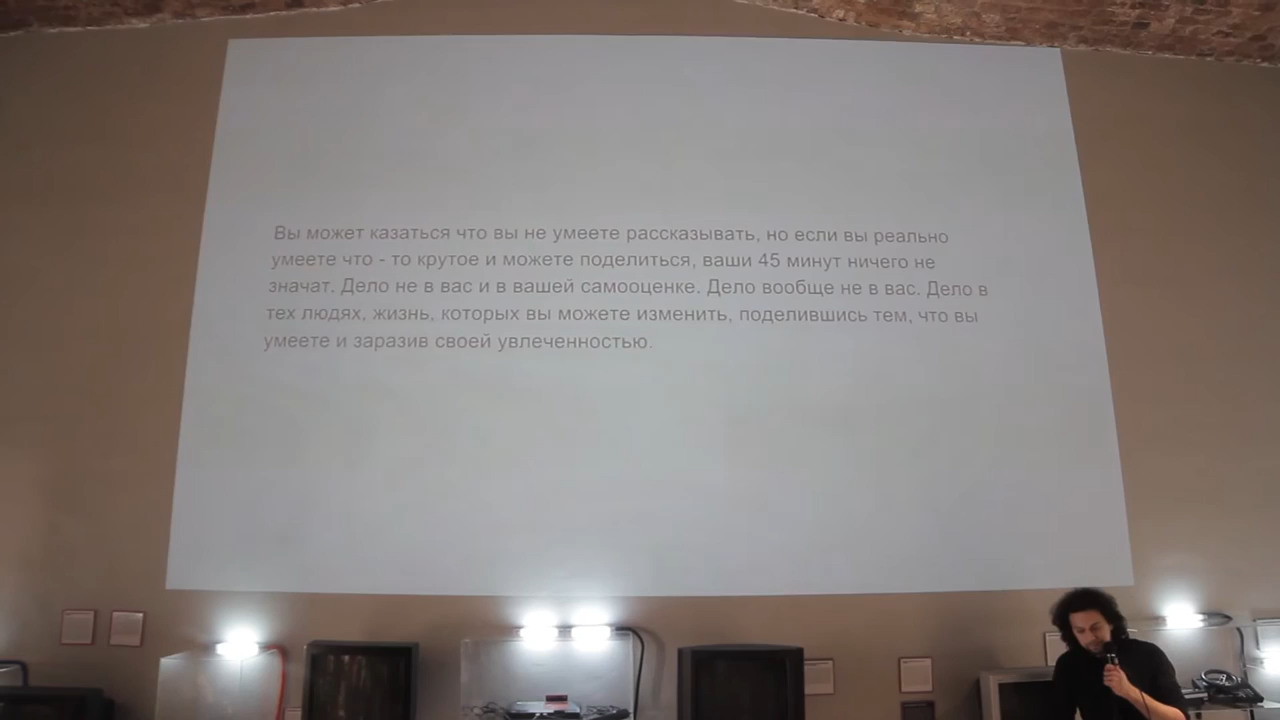 Вы может казаться что вы не умеете рассказывать, но если вы реально
умеете что - то крутое и можете поделиться, ваши 45 минут ничего не
значат. Дело не в вас и в вашей самооценке. Дело вообще не в вас. Дело в
тех людях, жизнь, которых вы можете изменить, поделившись тем, что вы
умеете и заразив своей увлеченностью.